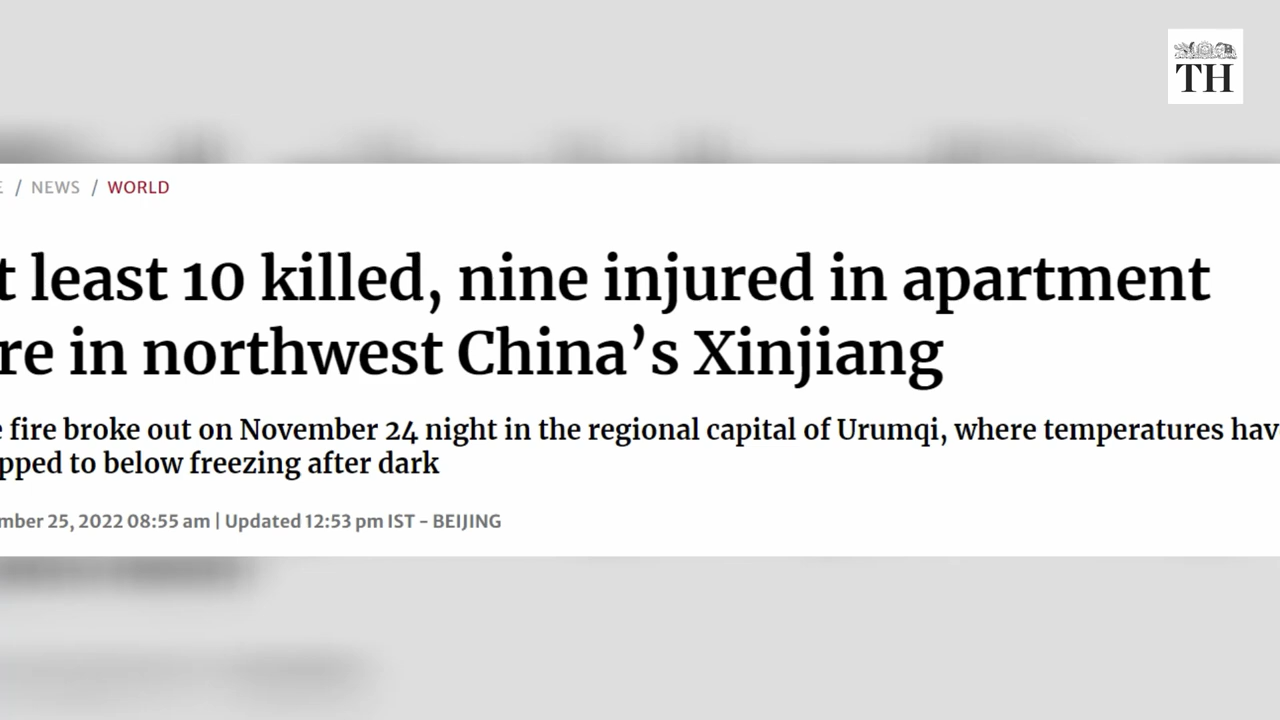 TH
E / NEWS / WORLD
t least 10 killed, nine injured in apartment
re in northwest China’s Xinjiang
e fire broke out on November 24 night in the regional capital of Urumqi, where temperatures hav
pped to below freezing after dark
mber 25, 2022 08:55 am | Updated 12:53 pm IST - BEIJING